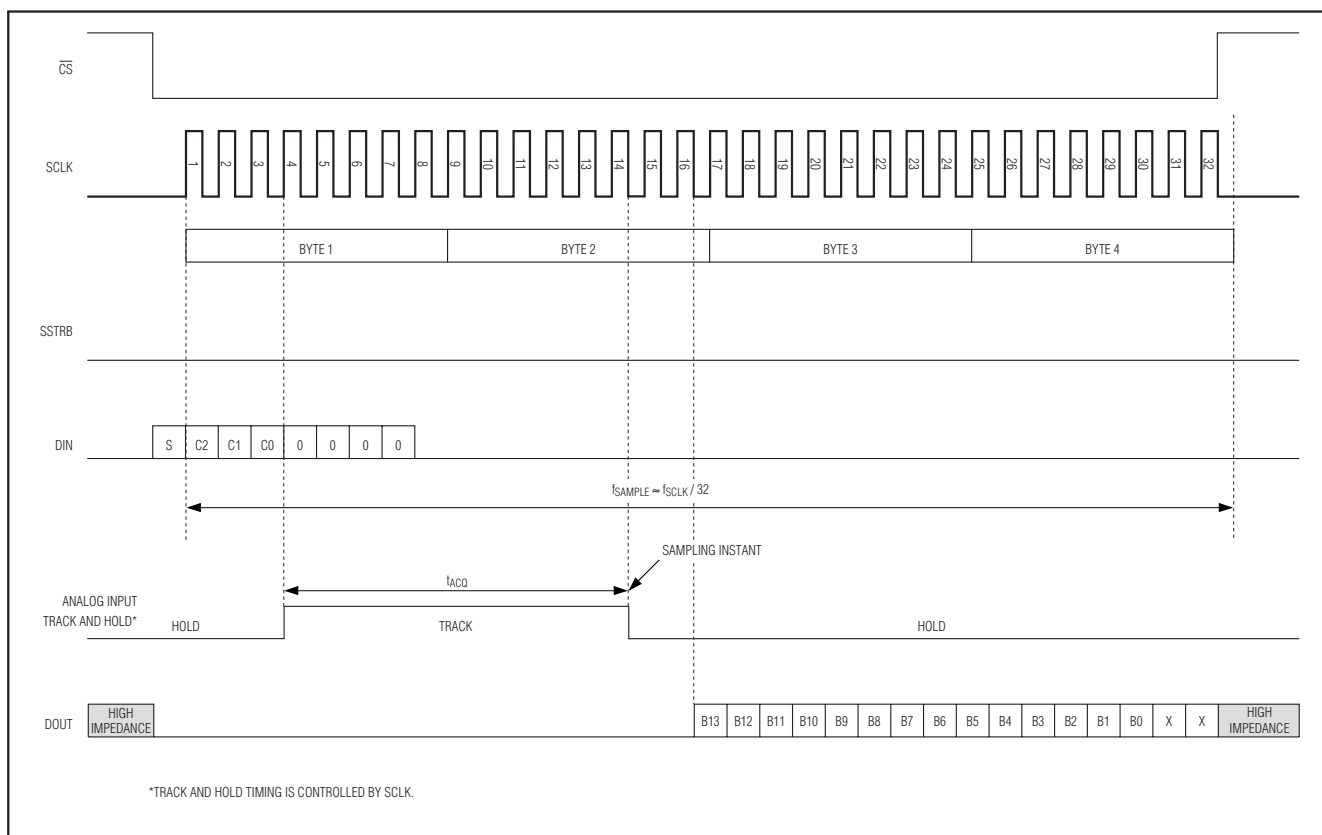 CS
SCLK
1 2 3 4 5 6 7 8 9 10 11 12 13 14 15 16 17 18 19 20 21 22 23 24 25 26 27 28 29 30 31 32
BYTE 1 BYTE 2 BYTE 3 BYTE 4
SSTRB
DIN
S C2 C1 C0 0 0 0 0
fSAMPLE ≈ fSCLK / 32
SAMPLING INSTANT
tACQ
ANALOG INPUT
TRACK AND HOLD*
HOLD TRACK HOLD
DOUT
HIGH
IMPEDANCE
B13 B12 B11 B10 B9 B8 B7 B6 B5 B4 B3 B2 B1 B0 X X
HIGH
IMPEDANCE
*TRACK AND HOLD TIMING IS CONTROLLED BY SCLK.